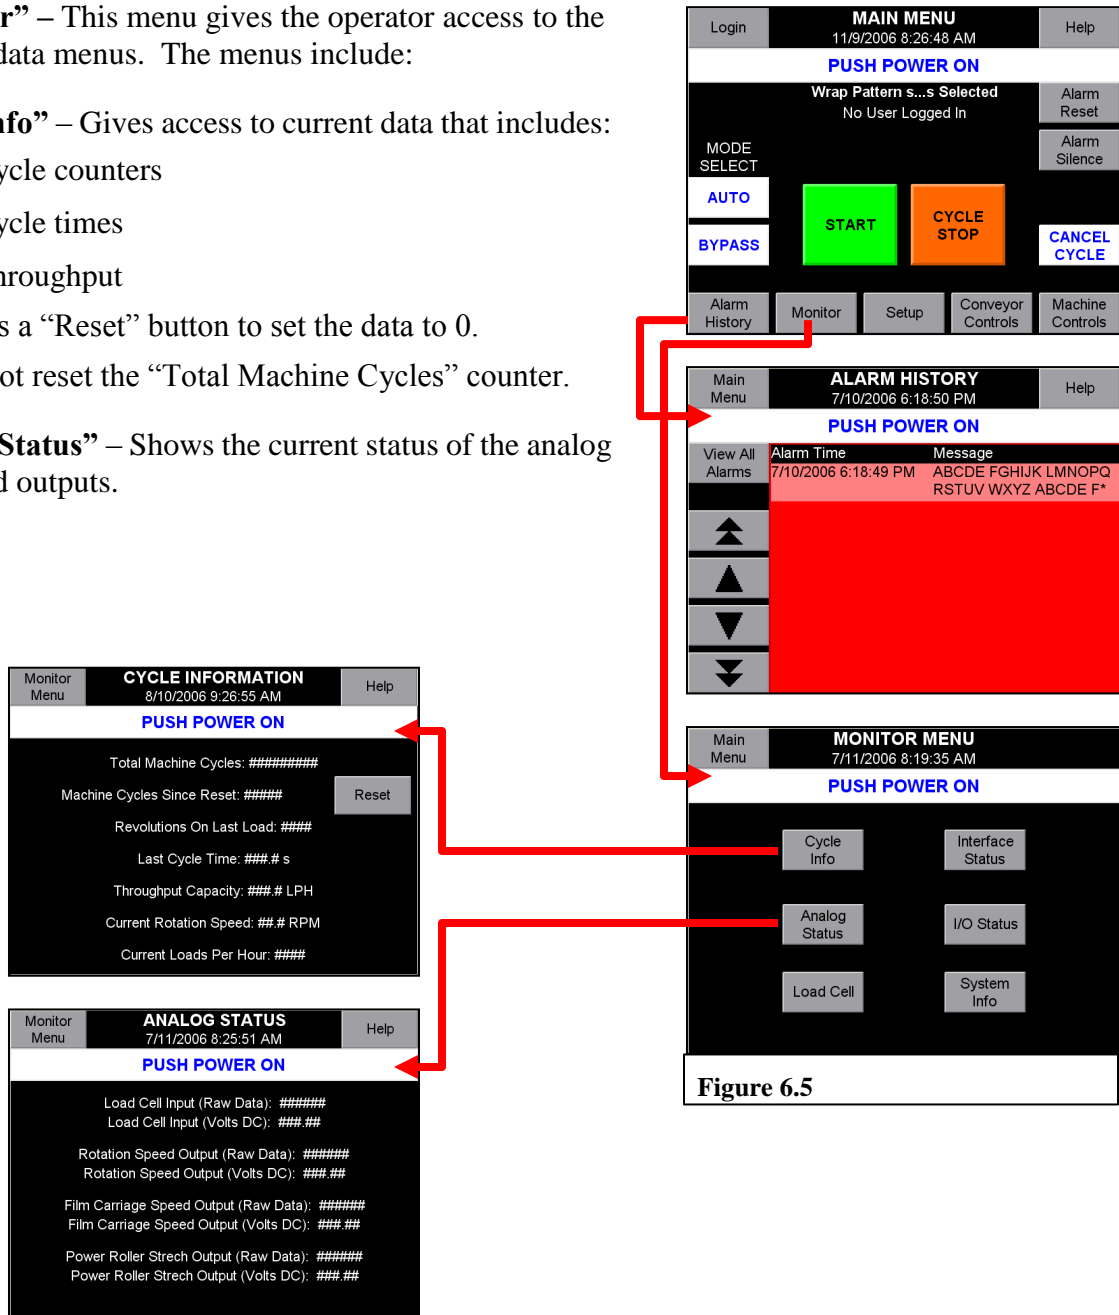 r” – This menu gives the operator access to the
data menus. The menus include:
nfo” – Gives access to current data that includes:
ycle counters
ycle times
hroughput
s a “Reset” button to set the data to 0.
ot reset the “Total Machine Cycles” counter.
Status” – Shows the current status of the analog
d outputs.
Login
MAIN MENU
11/9/2006 8:26:48 AM
Help
PUSH POWER ON
Wrap Pattern s...s Selected
No User Logged In
Alarm
Reset
Alarm
Silence
MODE
SELECT
AUTO
BYPASS
START
CYCLE
STOP
CANCEL
CYCLE
Alarm
History
Monitor
Setup
Conveyor
Controls
Machine
Controls
Main
Menu
ALARM HISTORY
7/10/2006 6:18:50 PM
Help
PUSH POWER ON
View All
Alarms
Alarm Time Message
7/10/2006 6:18:49 PM ABCDE FGHIJK LMNOPQ
RSTUV WXYZ ABCDE F*
Monitor
Menu
CYCLE INFORMATION
8/10/2006 9:26:55 AM
Help
PUSH POWER ON
Total Machine Cycles: #########
Machine Cycles Since Reset: #####
Reset
Revolutions On Last Load: ####
Last Cycle Time: ###.# s
Throughput Capacity: ###.# LPH
Current Rotation Speed: ##.# RPM
Current Loads Per Hour: ####
Main
Menu
MONITOR MENU
7/11/2006 8:19:35 AM
PUSH POWER ON
Cycle
Info
Interface
Status
Analog
Status
I/O Status
Load Cell
System
Info
Figure 6.5
Monitor
Menu
ANALOG STATUS
7/11/2006 8:25:51 AM
Help
PUSH POWER ON
Load Cell Input (Raw Data): ######
Load Cell Input (Volts DC): ###.##
Rotation Speed Output (Raw Data): ######
Rotation Speed Output (Volts DC): ###.##
Film Carriage Speed Output (Raw Data): ######
Film Carriage Speed Output (Volts DC): ###.##
Power Roller Strech Output (Raw Data): ######
Power Roller Strech Output (Volts DC): ###.##